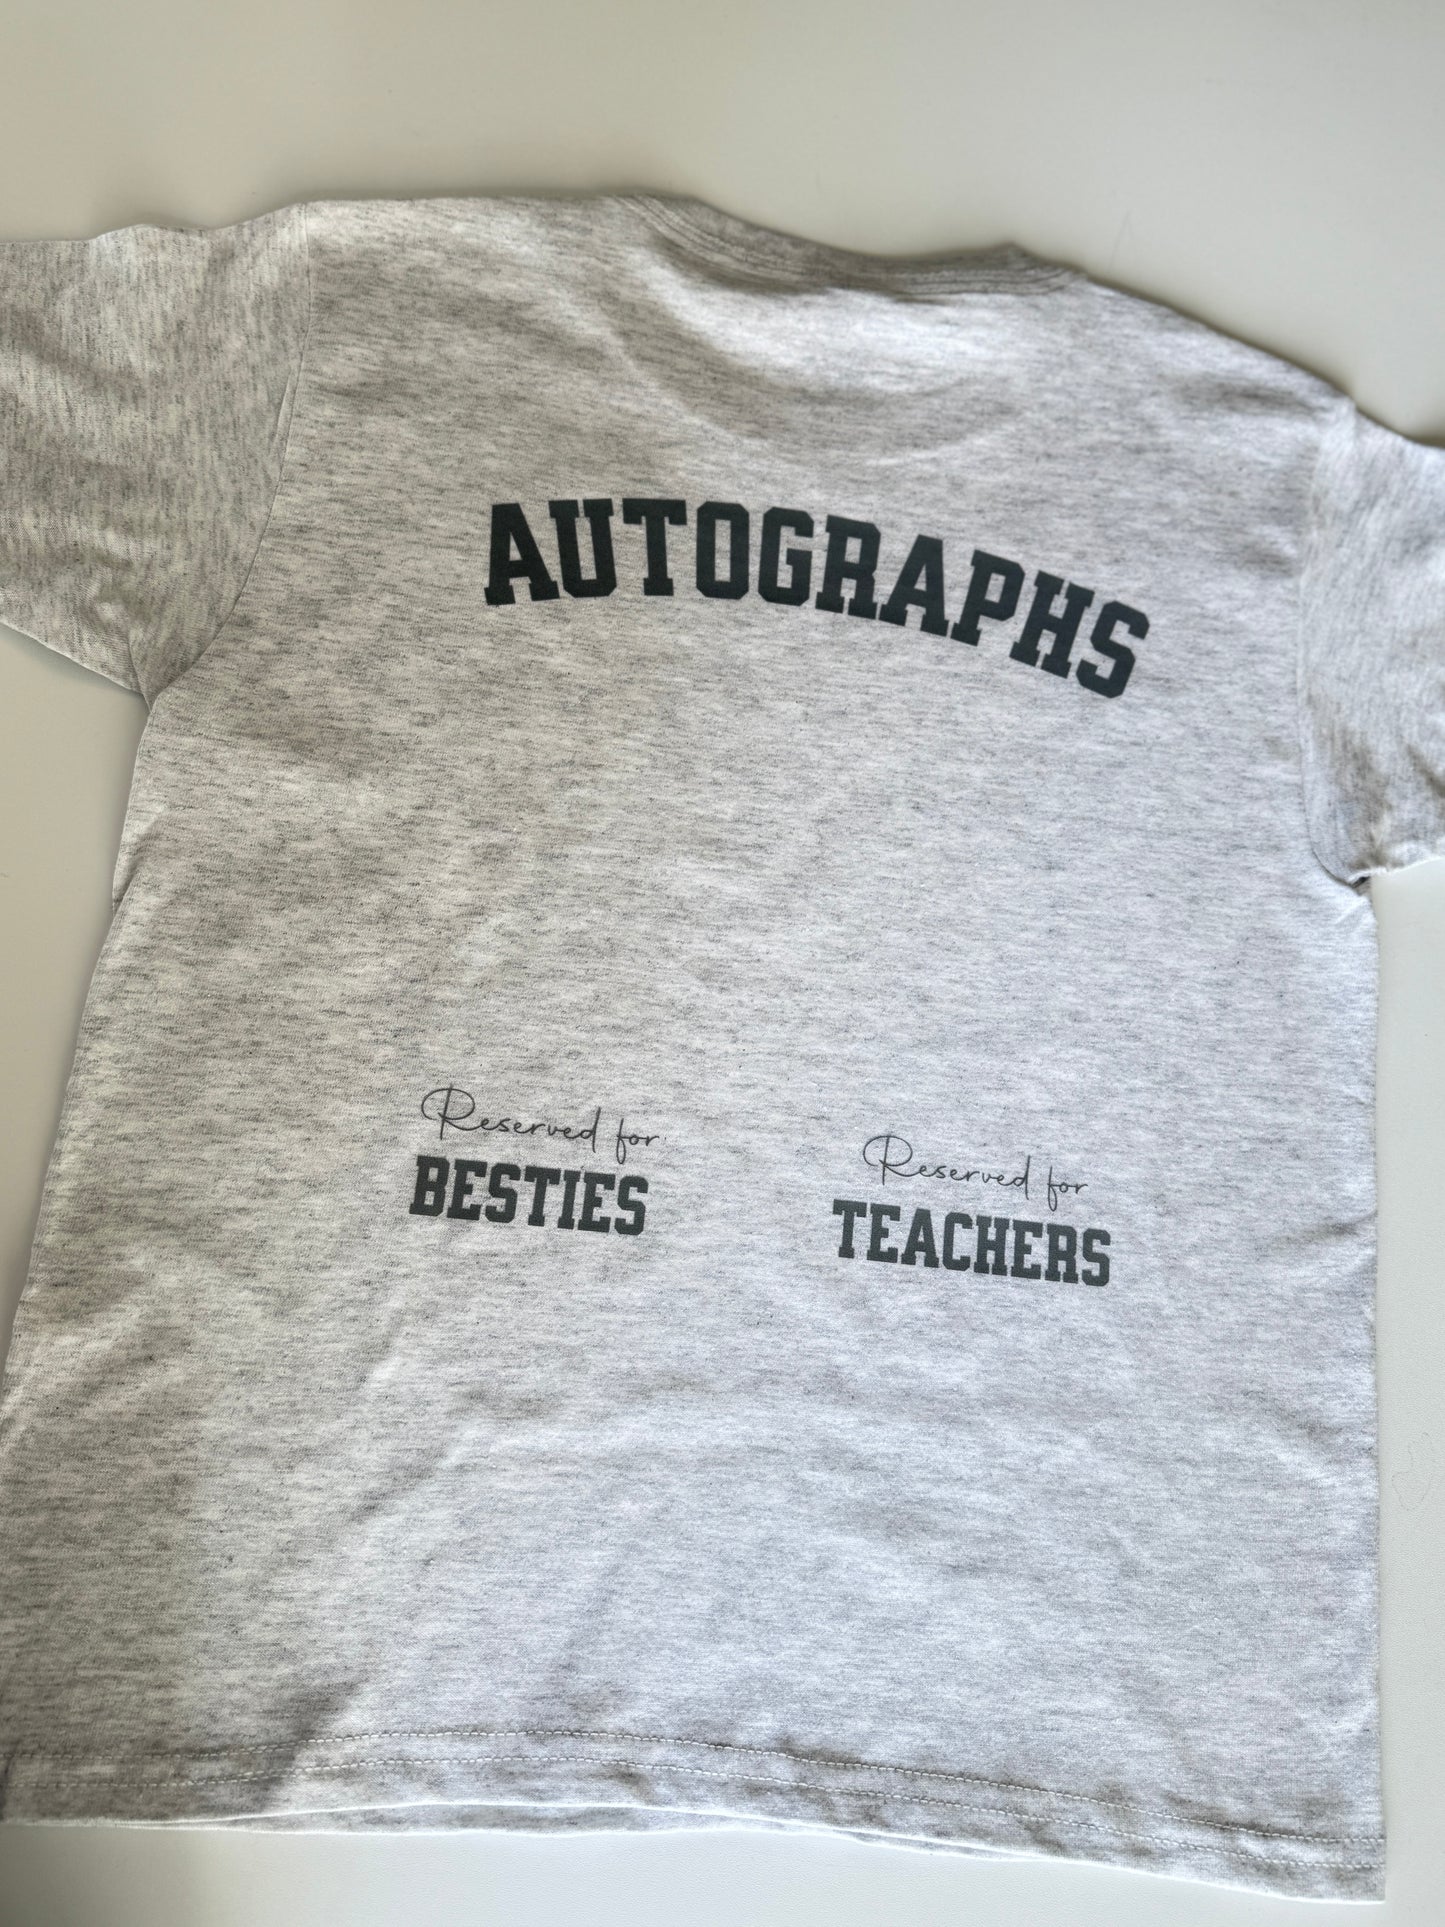 AUTOGRAPHS
Reserved for
BESTIES
Reserved for
TEACHERS